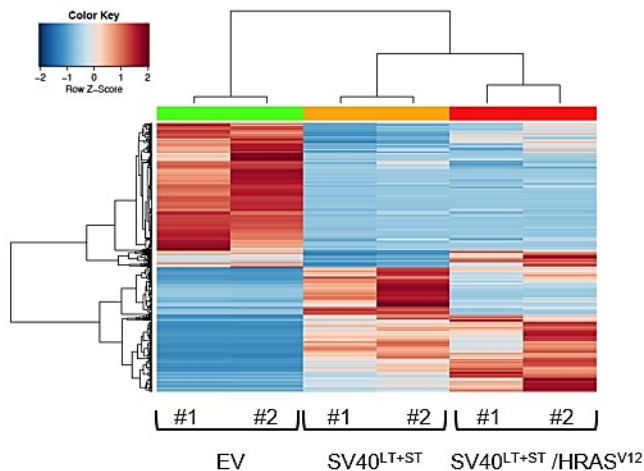 Color Key
-2 -1 0 1 2
Row Z-Score
#1 #2 #1 #2 #1 #2
EV SV40LT+ST SV40LT+ST /HRASV12